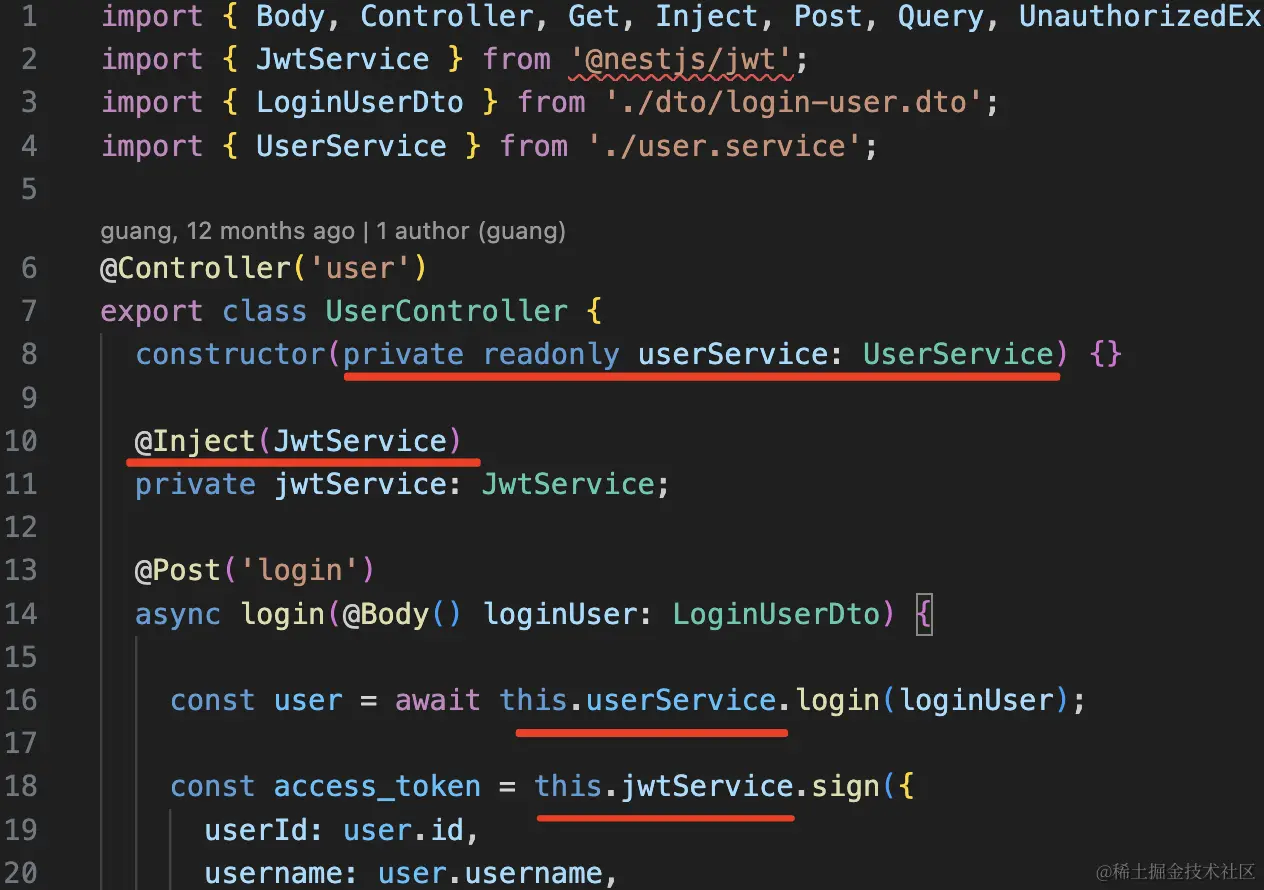 1 import { Body, Controller, Get, Inject, Post, Query, UnauthorizedEx
2 import { JwtService } from '@nestjs/jwt';
3 import { LoginUserDto } from './dto/login-user.dto';
4 import { UserService } from './user.service';
5
guang, 12 months ago | 1 author (guang)
6 @Controller('user')
7 export class UserController {
8 constructor(private readonly userService: UserService) {}
9
10 @Inject(JwtService)
11 private jwtService: JwtService;
12
13 @Post('login')
14 async login(@Body() loginUser: LoginUserDto) {
15
16 const user = await this.userService.login(loginUser);
17
18 const access_token = this.jwtService.sign({
19 userId: user.id,
20 username: user.username,
@稀土掘金技术社区